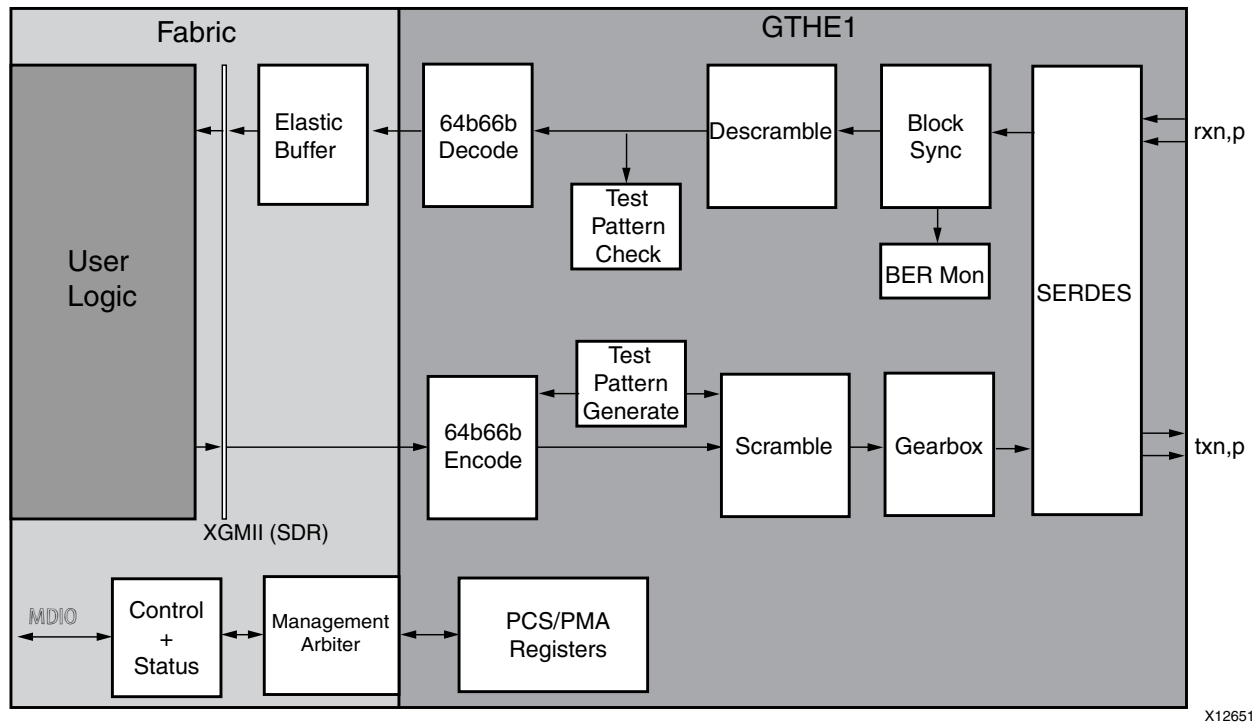 Fabric
GTHE1
Elastic
Buffer
64b66b
Decode
Descramble
Block
Sync
rxn,p
Test
Pattern
Check
BER Mon
User
Logic
SERDES
Test
Pattern
Generate
64b66b
Encode
Scramble
Gearbox
txn,p
XGMII (SDR)
MDIO
Control
+
Status
Management
Arbiter
PCS/PMA
Registers
X12651